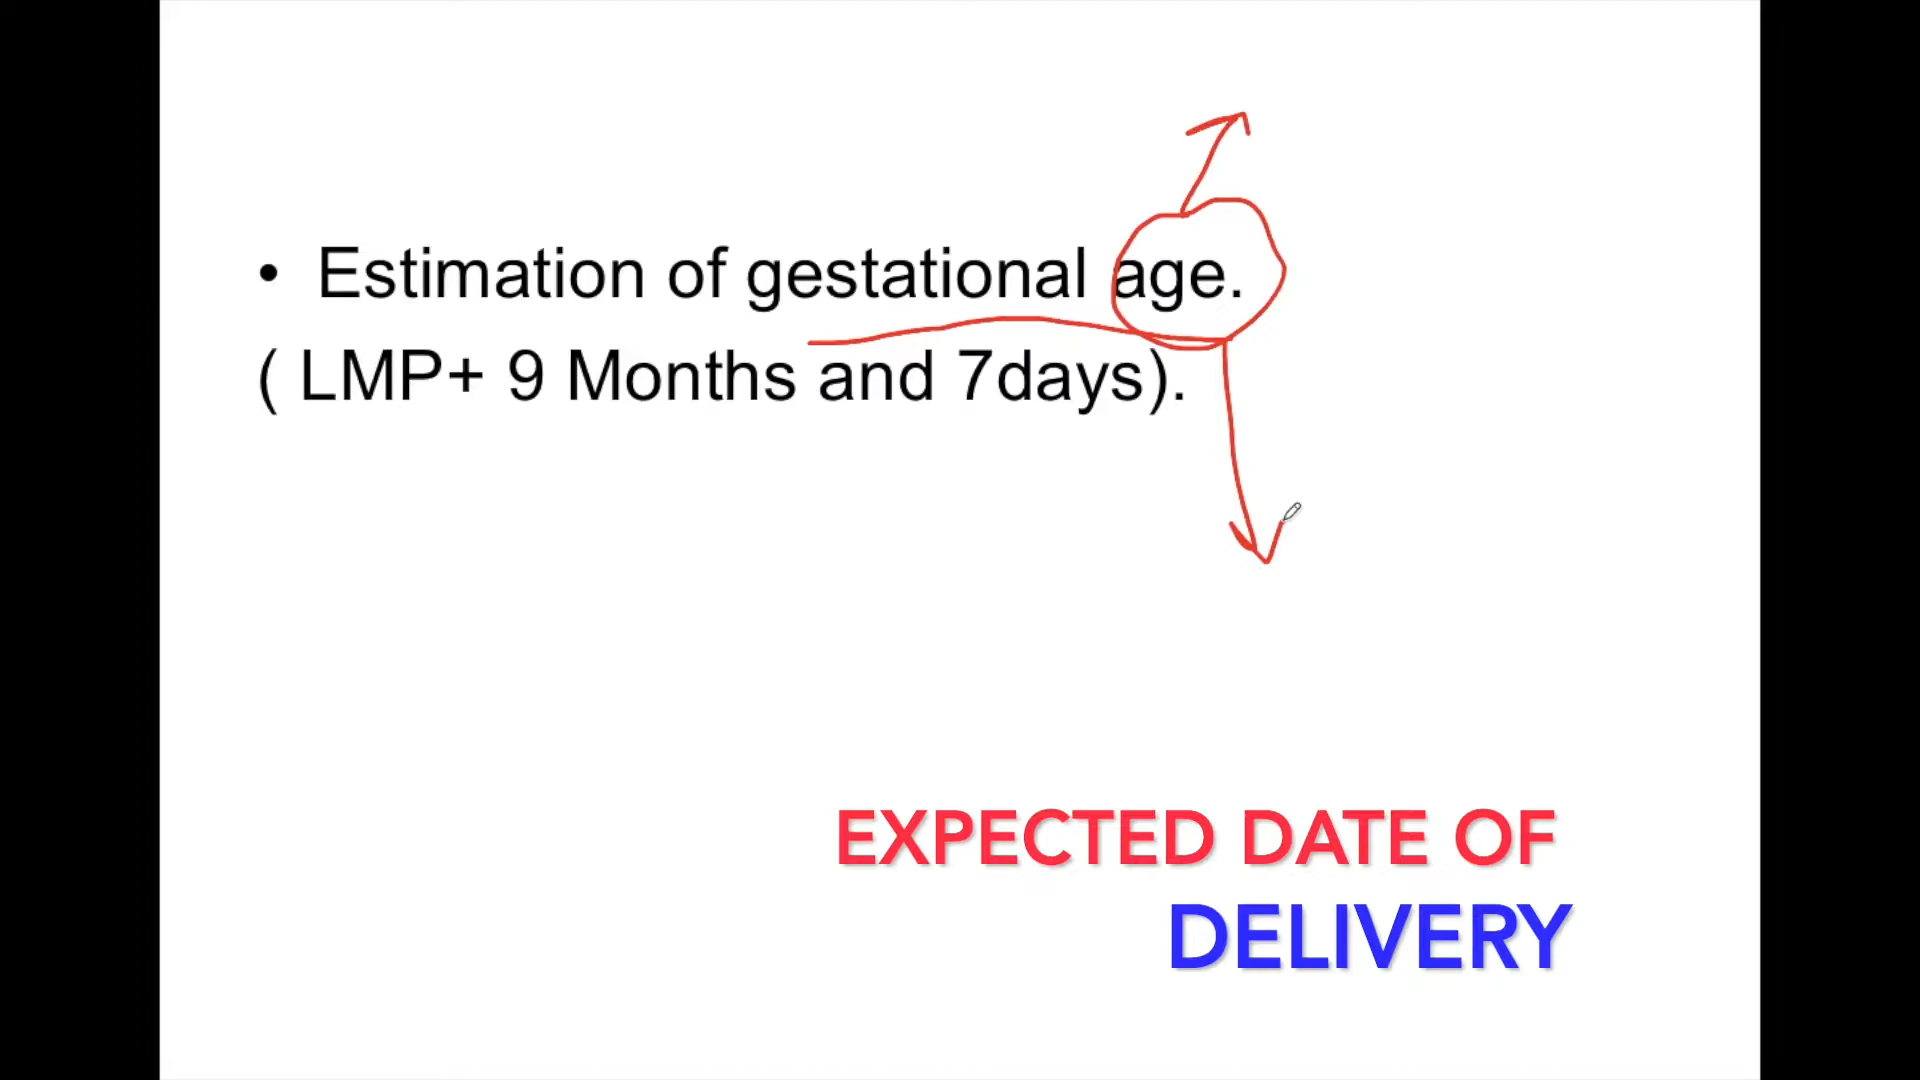 • Estimation of gestational age.
( LMP+ 9 Months and 7days).
EXPECTED DATE OF
DELIVERY